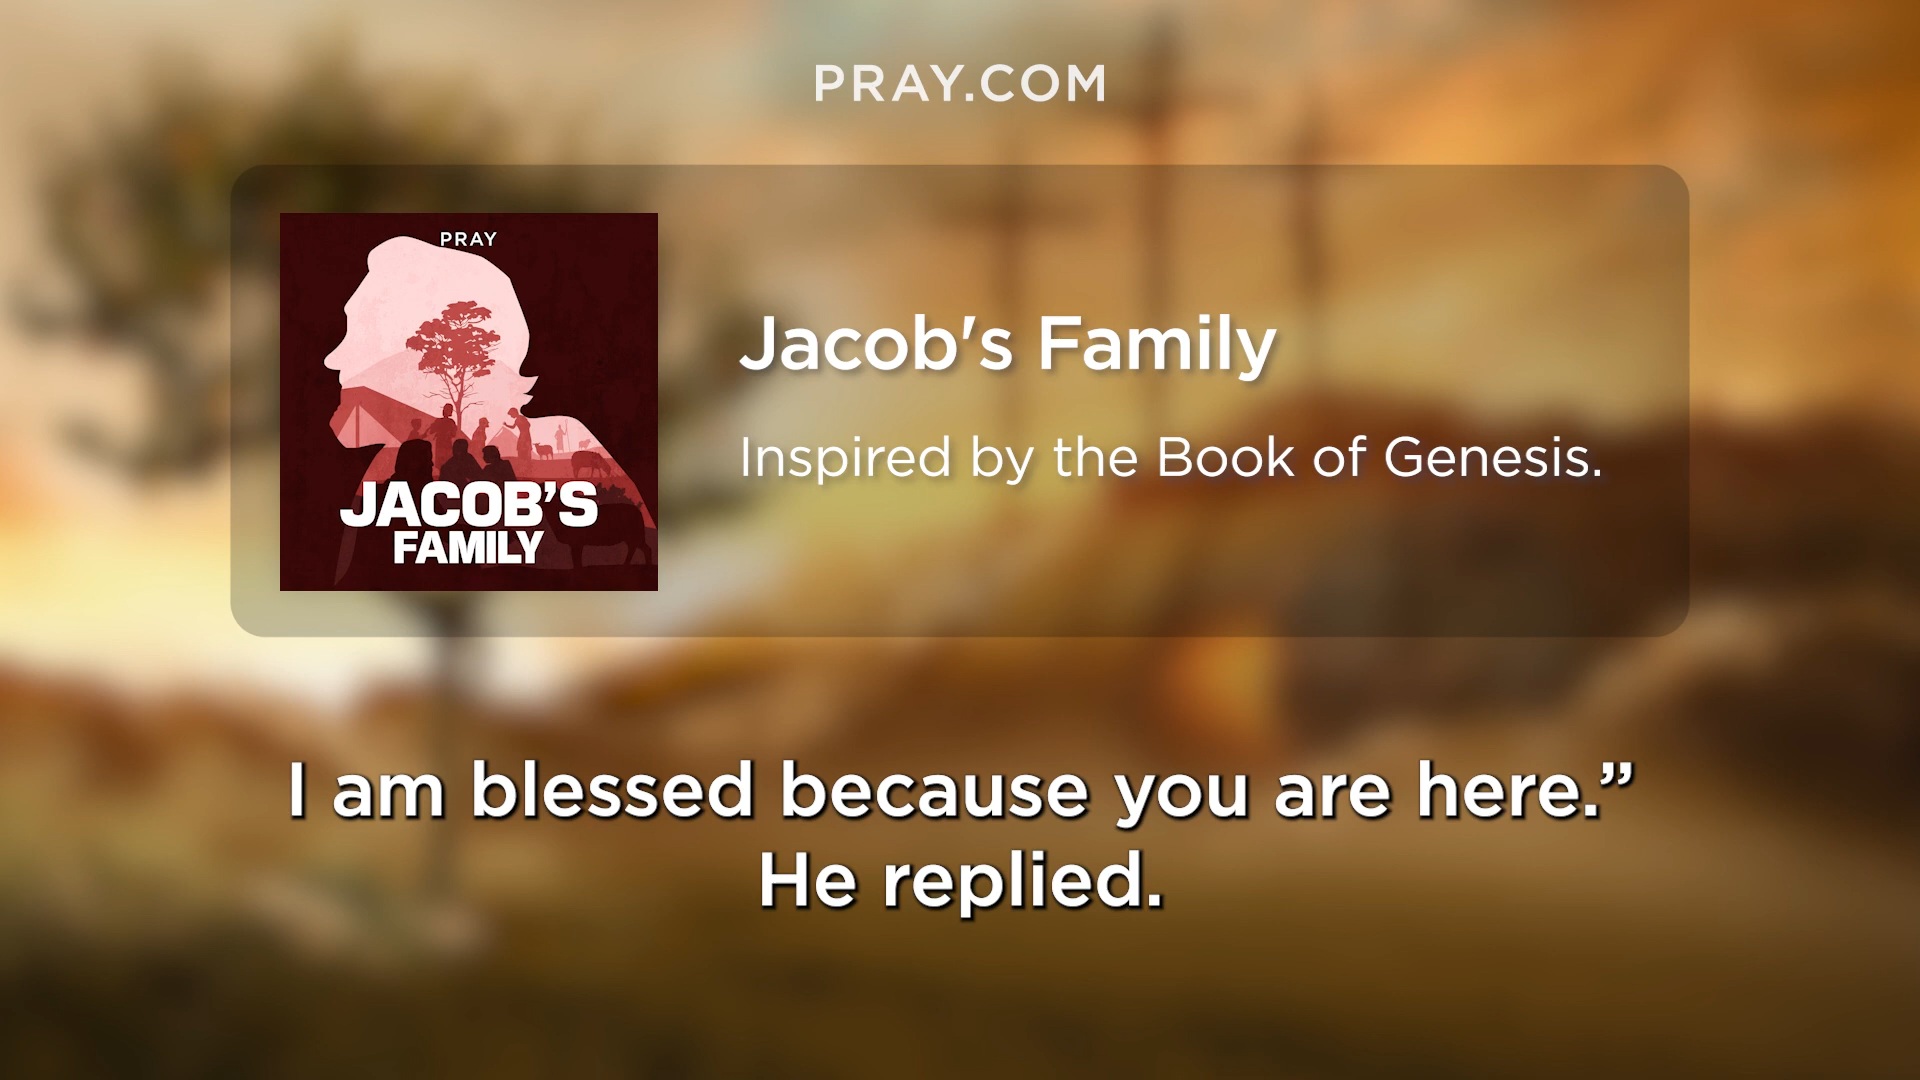 PRAY.COM
PRAY
JACOB’S
FAMILY
Jacob's Family
Inspired by the Book of Genesis.
I am blessed because you are here.”
He replied.